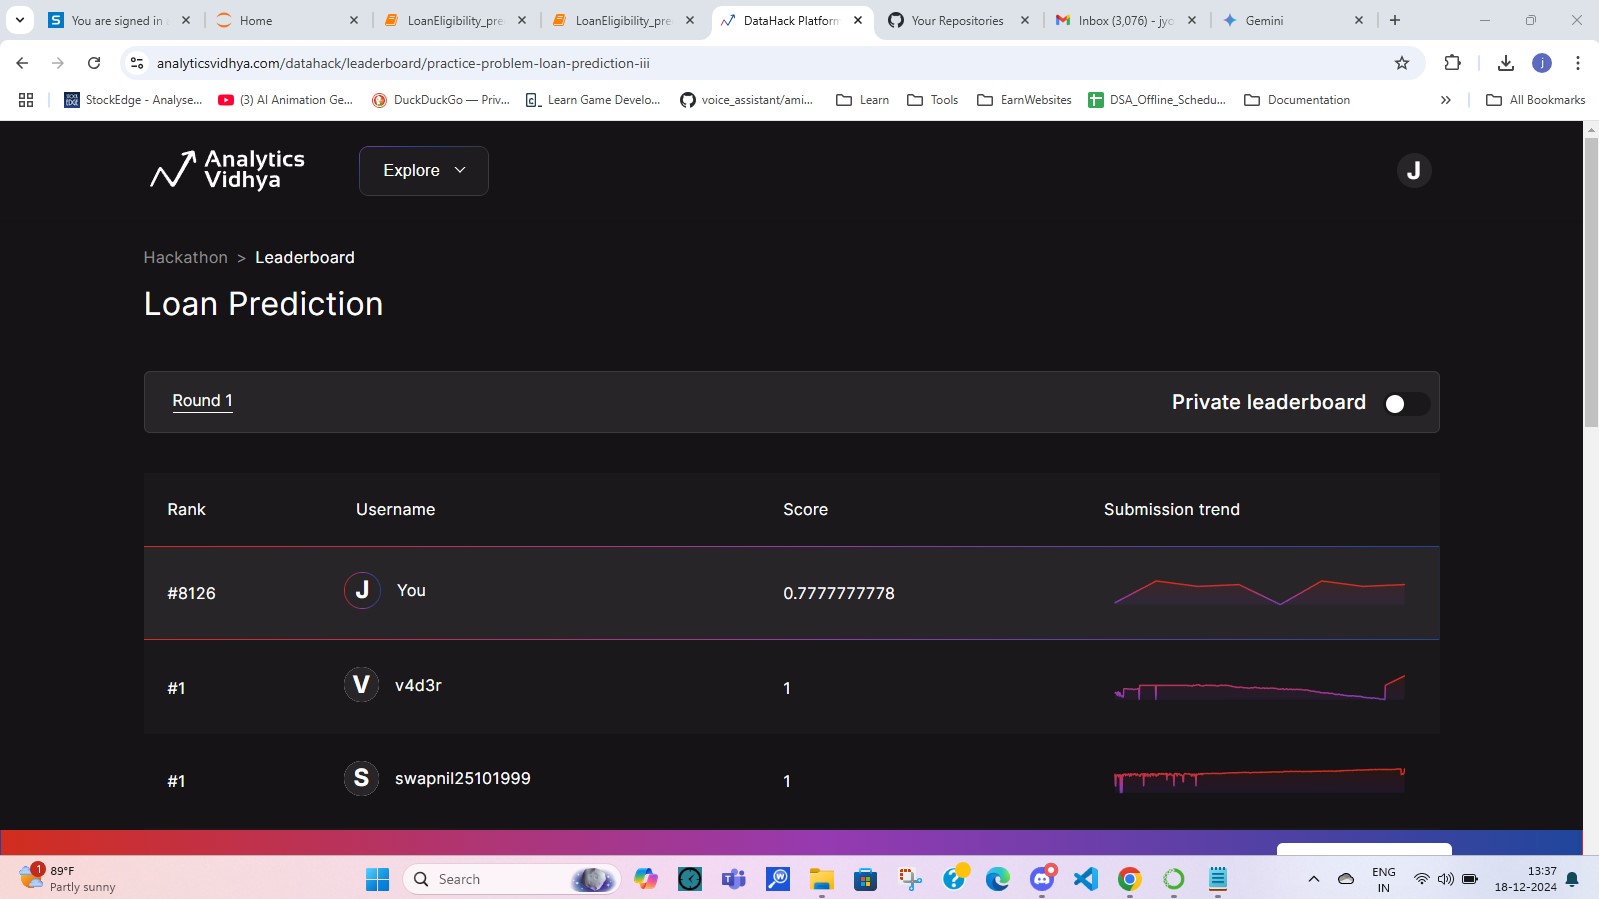 You are signed in
Home
LoanEligibility_pre
LoanEligibility_pre
DataHack Platform
Your Repositories
Inbox (3,076) - jyo
Gemini
analyticsvidhya.com/datahack/leaderboard/practice-problem-loan-prediction-iii
j
StockEdge - Analyse...
(3) AI Animation Ge...
DuckDuckGo — Priv...
Learn Game Develo...
voice_assistant/ami...
Learn
Tools
EarnWebsites
DSA_Offline_Schedu...
Documentation
All Bookmarks
Analytics
Vidhya
Explore
J
Hackathon > Leaderboard
Loan Prediction
Round 1
Private leaderboard
Rank Username Score Submission trend
#8126 J You 0.7777777778
#1 V v4d3r 1
#1 S swapnil25101999 1
1
89°F
Partly sunny
Search
ENG
IN
13:37
18-12-2024